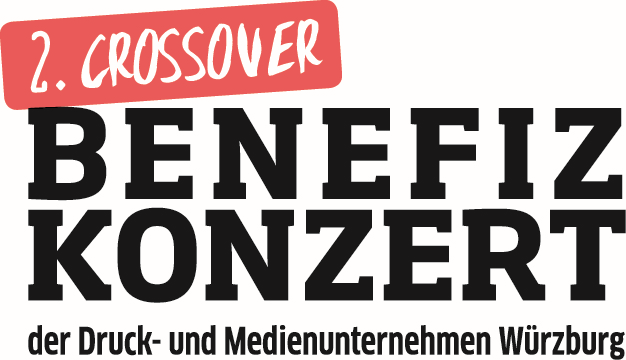 2. CROSSOVER
BENEFIZ
KONZERT
der Druck- und Medienunternehmen Würzburg